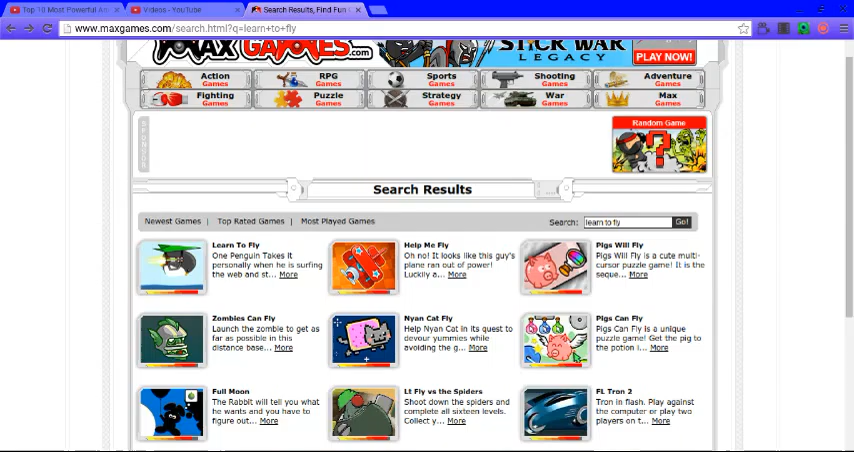 Top 10 Most Powerful An
Videos - YouTube
Search Results, Find Fun
www.maxgames.com/search.html?q=learn+to+fly
MAX GAMES.com
STICK WAR
LEGACY
PLAY NOW!
Action
Games
RPG
Games
Sports
Games
Shooting
Games
Adventure
Games
Fighting
Games
Puzzle
Games
Strategy
Games
War
Games
Max
Games
SPONSOR
Random Game
?
Search Results
Newest Games | Top Rated Games | Most Played Games
Search: learn to fly Go!
Learn To Fly
One Penguin Takes it
personally when he is surfing
the web and st... More
Help Me Fly
Oh no! It looks like this guy's
plane ran out of power!
Luckily a... More
Pigs Will Fly
Pigs Will Fly is a cute multi-
cursor puzzle game! It is the
seque... More
Zombies Can Fly
Launch the zombie to get as
far as possible in this
distance base... More
Nyan Cat Fly
Help Nyan Cat in its quest to
devour yummies while
avoiding the g... More
Pigs Can Fly
Pigs Can Fly is a unique
puzzle game! Get the pig to
the potion i... More
Full Moon
The Rabbit will tell you what
he wants and you have to
figure out... More
Lt Fly vs the Spiders
Shoot down the spiders and
complete all sixteen levels.
Collect y... More
FL Tron 2
Tron in flash. Play against
the computer or play two
players on t... More